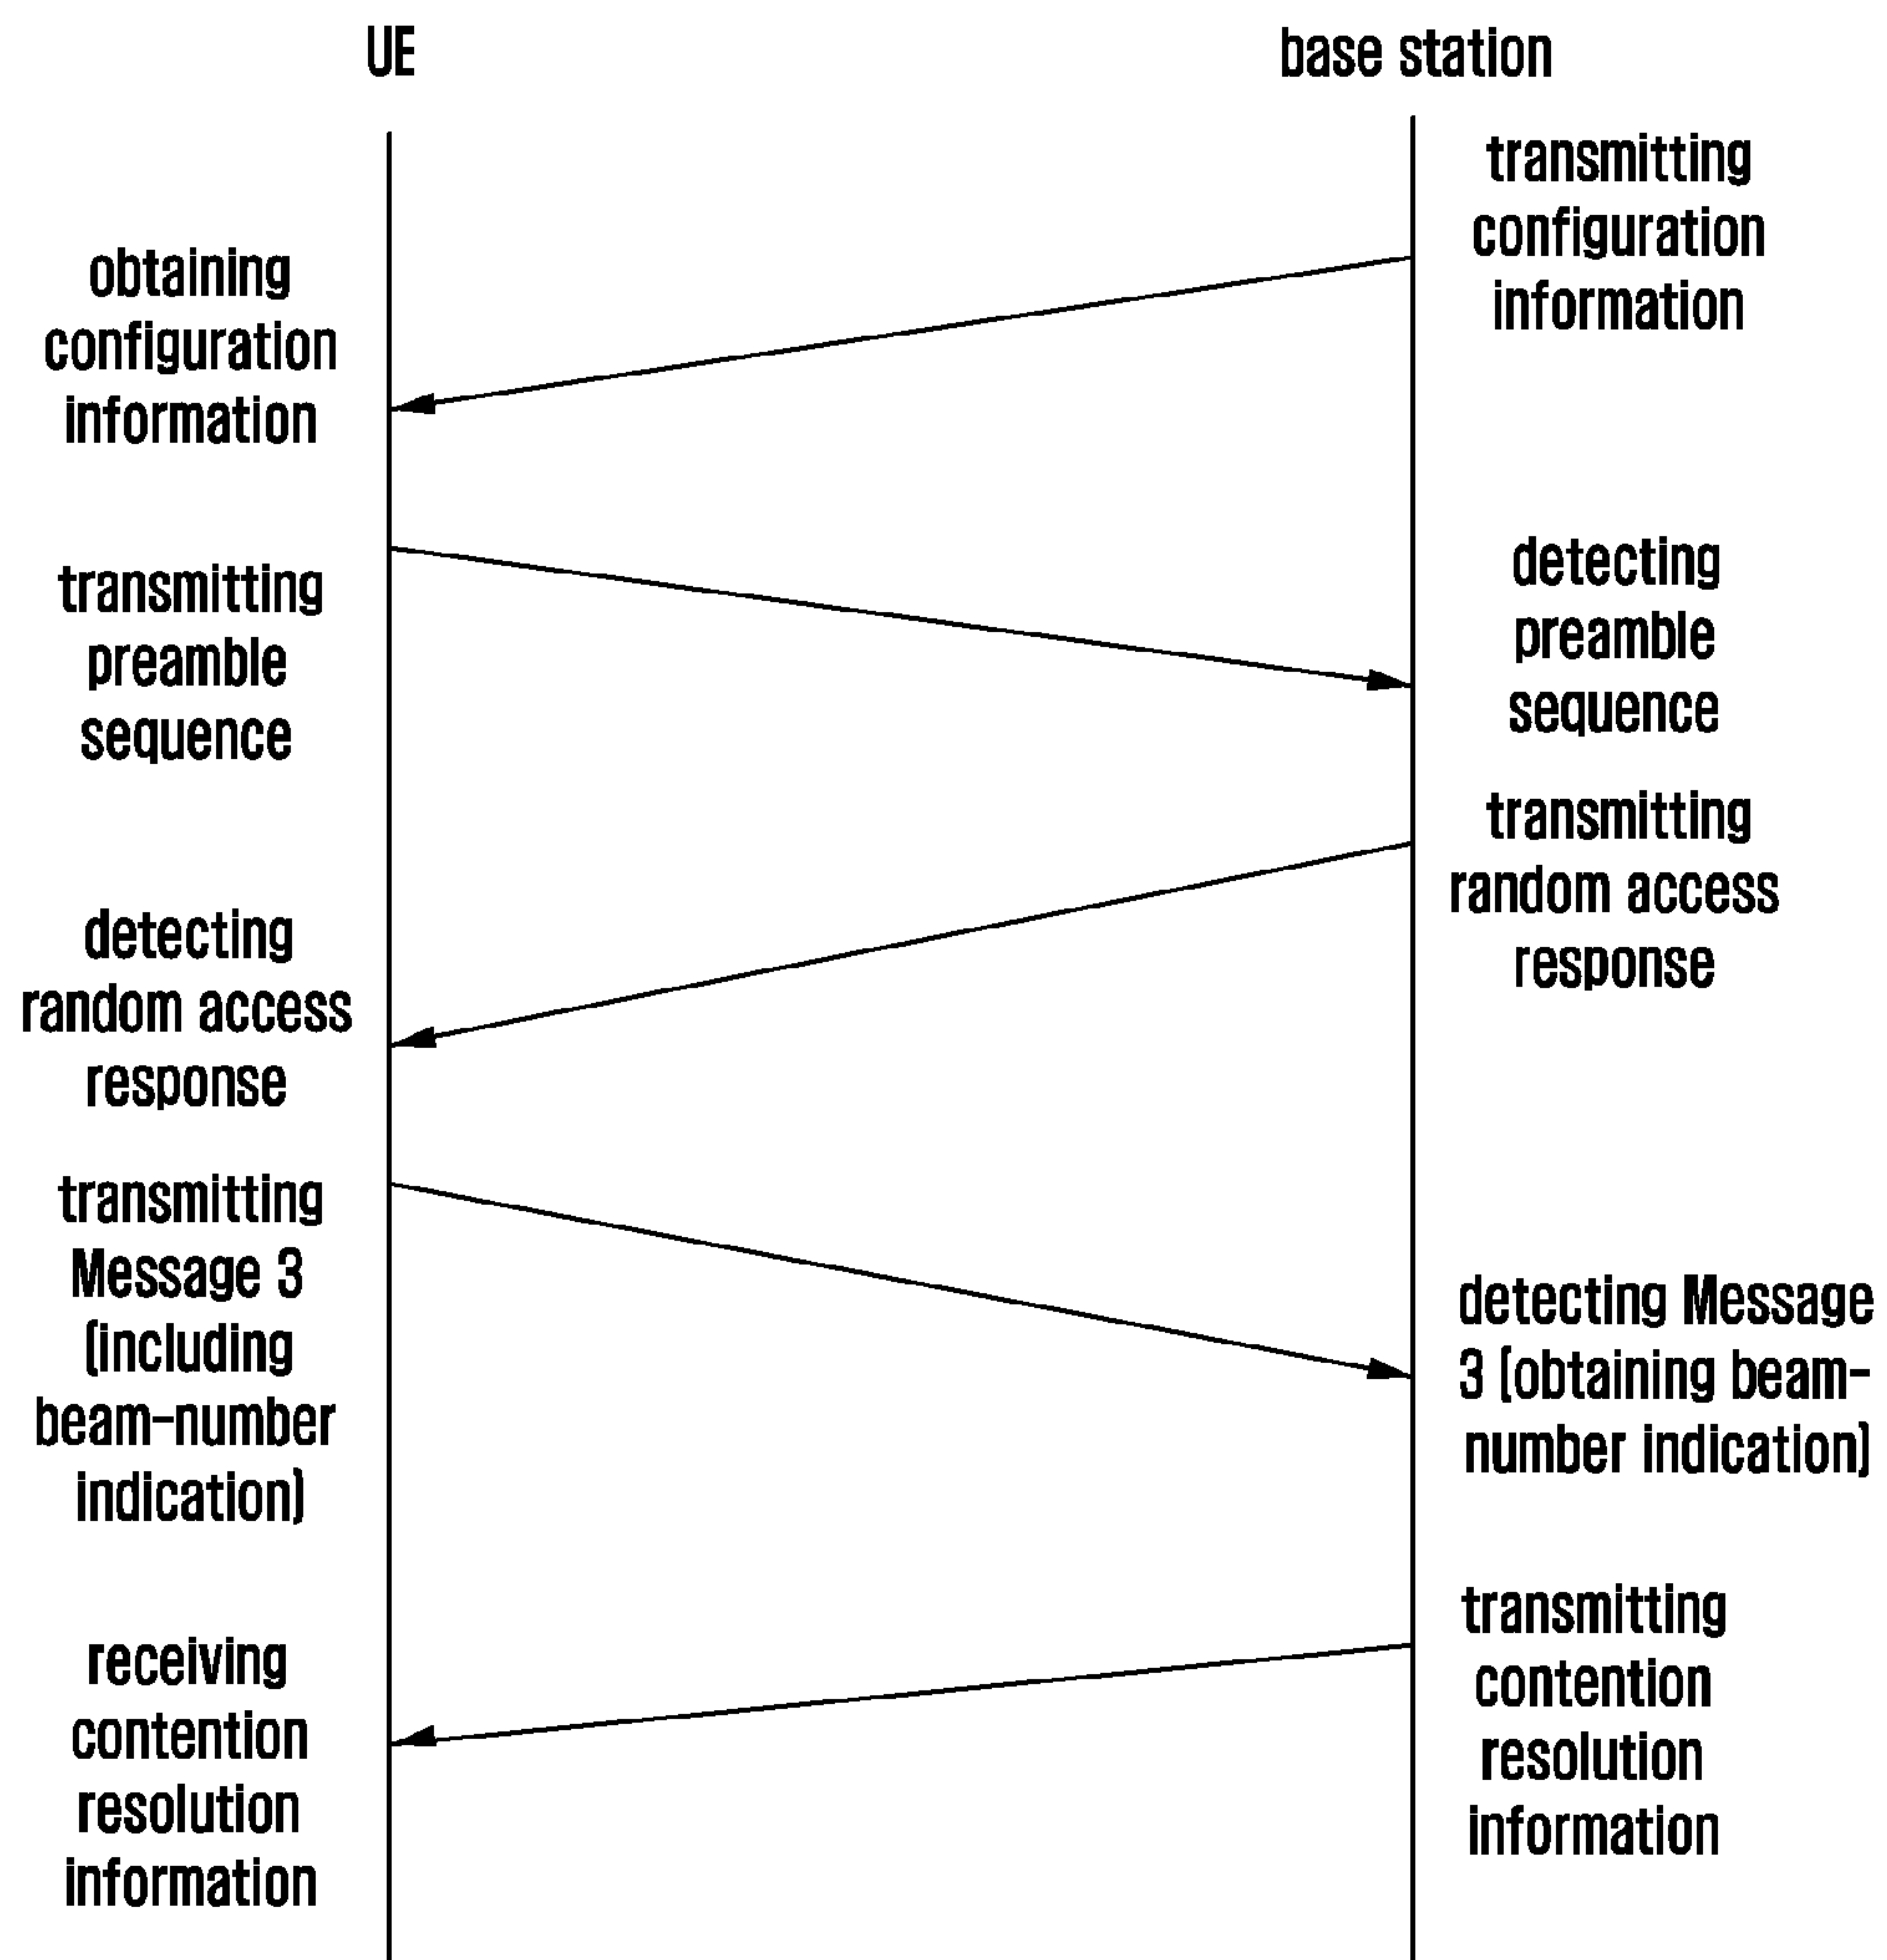 UE
base station
transmitting
configuration
information
obtaining
configuration
information
transmitting
preamble
sequence
detecting
preamble
sequence
transmitting
random access
response
detecting
random access
response
transmitting
Message 3
(including
beam-number
indication)
detecting Message
3 (obtaining beam-
number indication)
transmitting
contention
resolution
information
receiving
contention
resolution
information